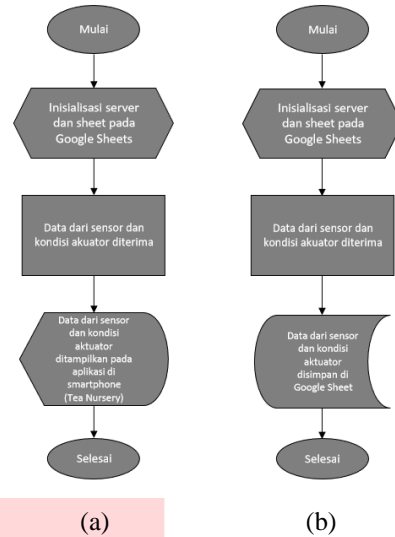 Mulai
Inisialisasi server
dan sheet pada
Google Sheets
Data dari sensor dan
kondisi akuator diterima
Data dari sensor
dan kondisi
aktuator
ditampilkan pada
aplikasi di
smartphone
(Tea Nursery)
Selesai
(a)
Mulai
Inisialisasi server
dan sheet pada
Google Sheets
Data dari sensor dan
kondisi akuator diterima
Data dari sensor
dan kondisi
aktuator
disimpan di
Google Sheet
Selesai
(b)